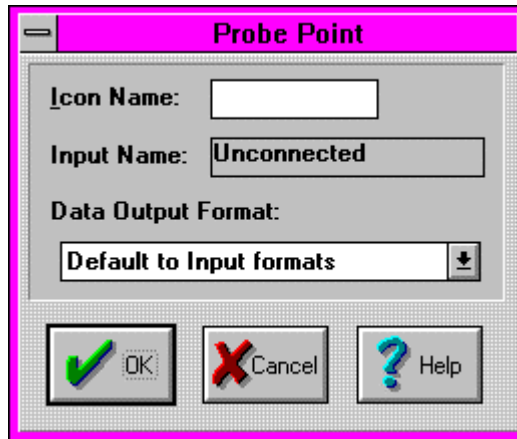 Probe Point
Icon Name:
Input Name: Unconnected
Data Output Format:
Default to Input formats
OK Cancel Help